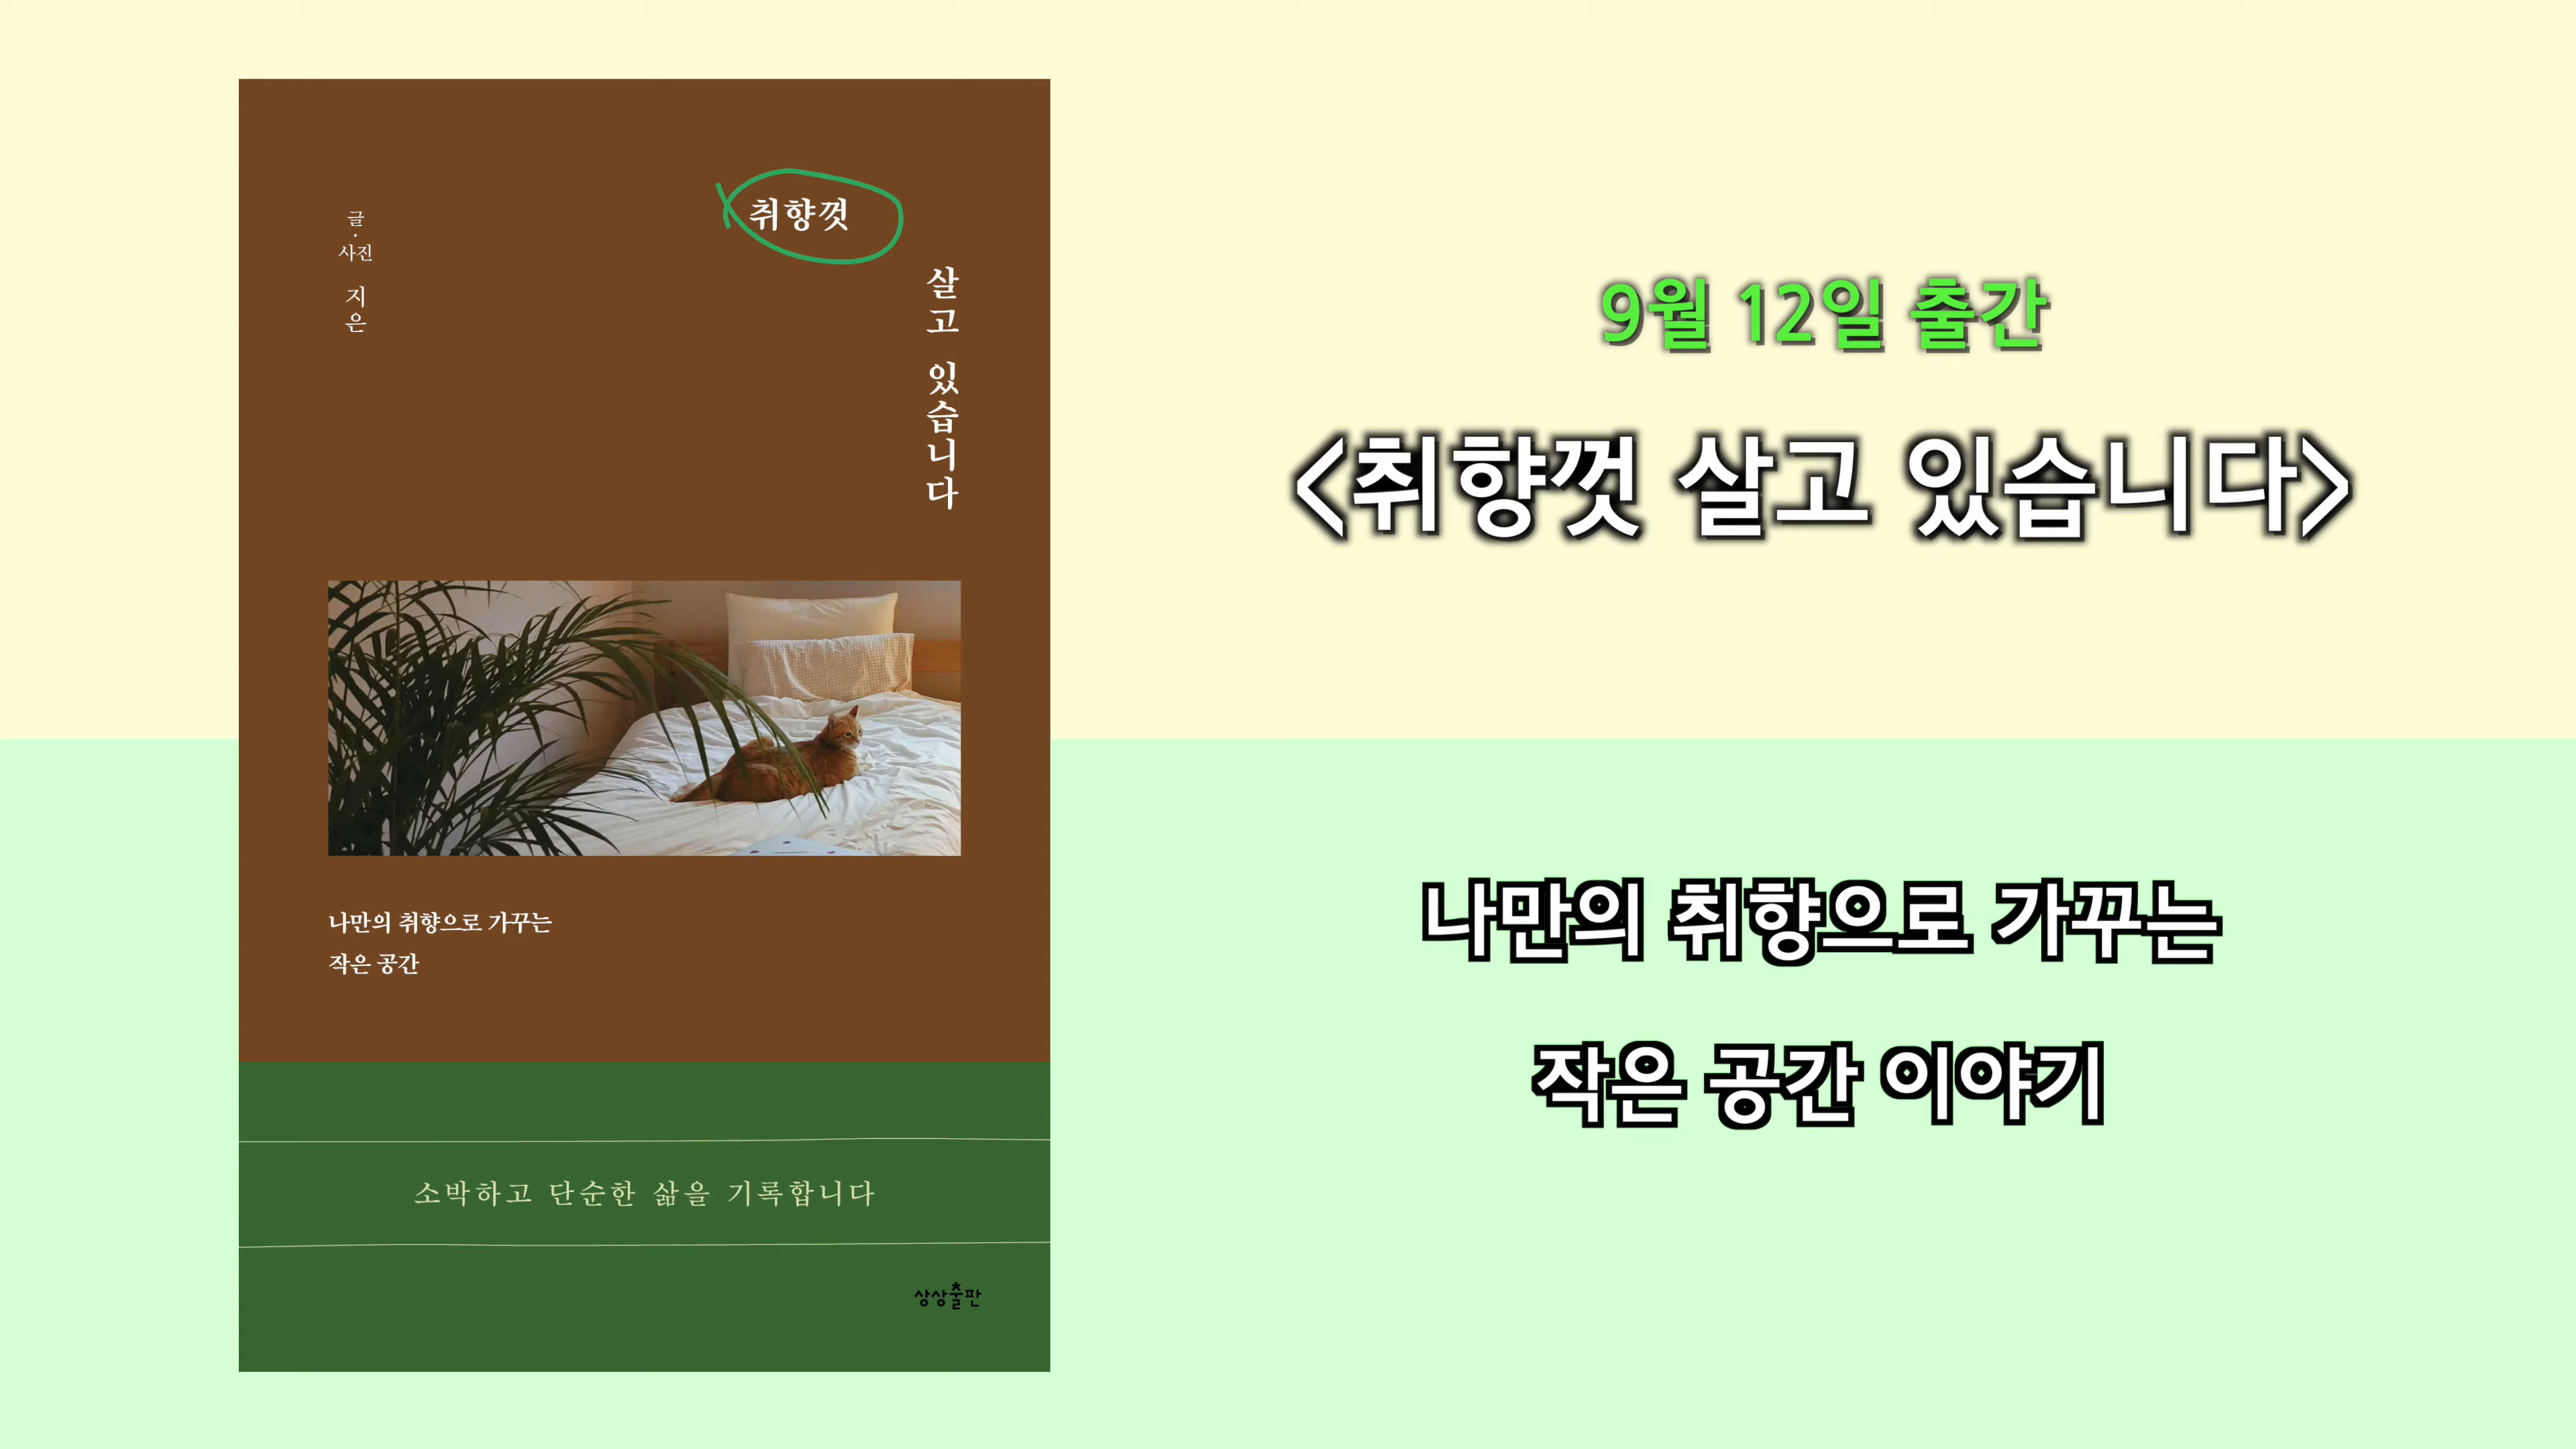 취향껏
살고 있습니다
글·사진 지은
나만의 취향으로 가꾸는
작은 공간
소박하고 단순한 삶을 기록합니다
상상출판
9월 12일 출간
<취향껏 살고 있습니다>
나만의 취향으로 가꾸는
작은 공간 이야기